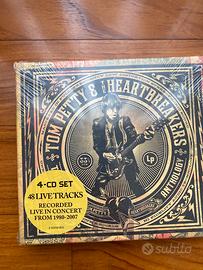 TOM PETTY & THE HEARTBREAKERS
ANTHOLOGY
33
LP
4-CD SET
48 LIVE TRACKS
RECORDED
LIVE IN CONCERT
FROM 1980-2007
subito